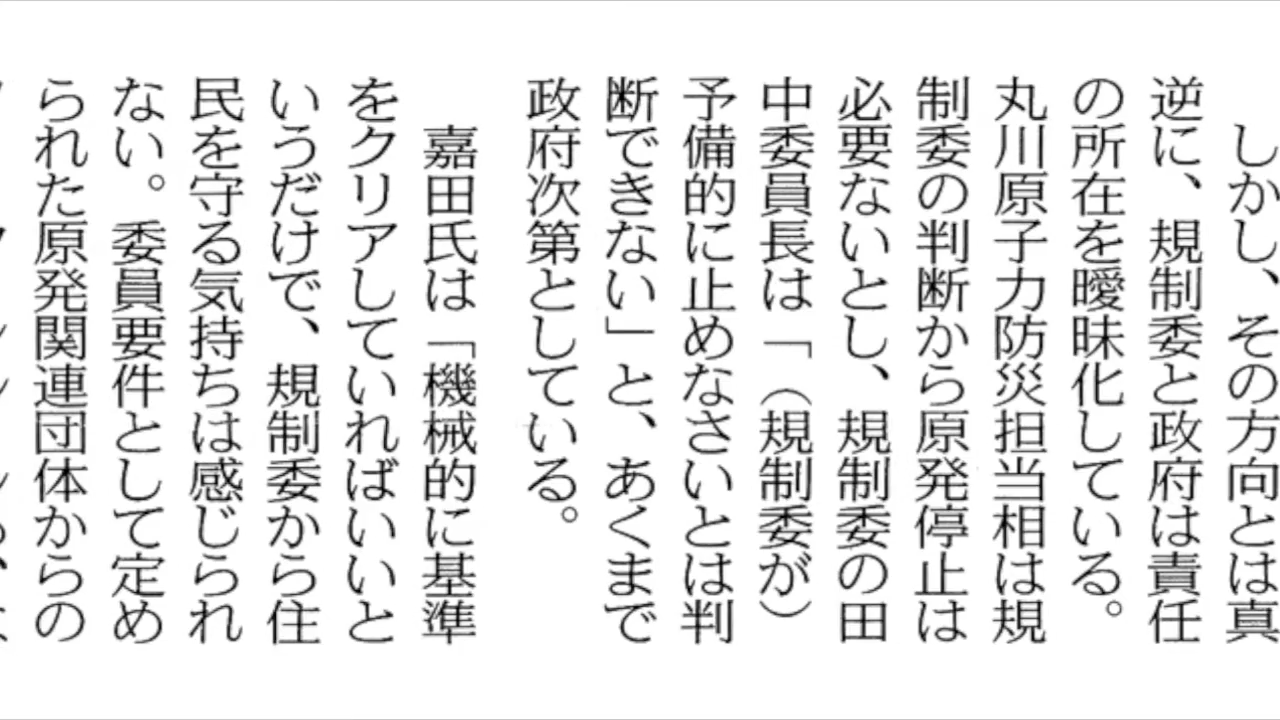 しかし、その方向とは真
逆に、規制委と政府は責任
の所在を曖昧化している。
丸川原子力防災担当相は規
制委の判断から原発停止は
必要ないとし、規制委の田
中委員長は「（規制委が）
予備的に止めなさいとは判
断できない」と、あくまで
政府次第としている。
嘉田氏は「機械的に基準
をクリアしていればいいと
いうだけで、規制委から住
民を守る気持ちは感じられ
ない。委員要件として定め
られた原発関連団体からの